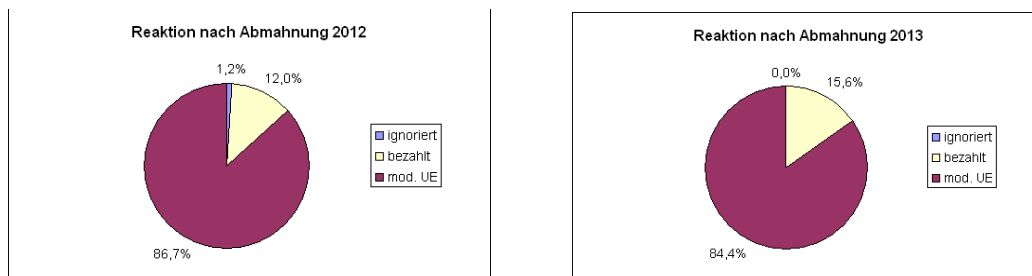 Reaktion nach Abmahnung 2012
1,2%
12,0%
ignoriert
bezahlt
mod. UE
86,7%
Reaktion nach Abmahnung 2013
0,0%
15,6%
ignoriert
bezahlt
mod. UE
84,4%